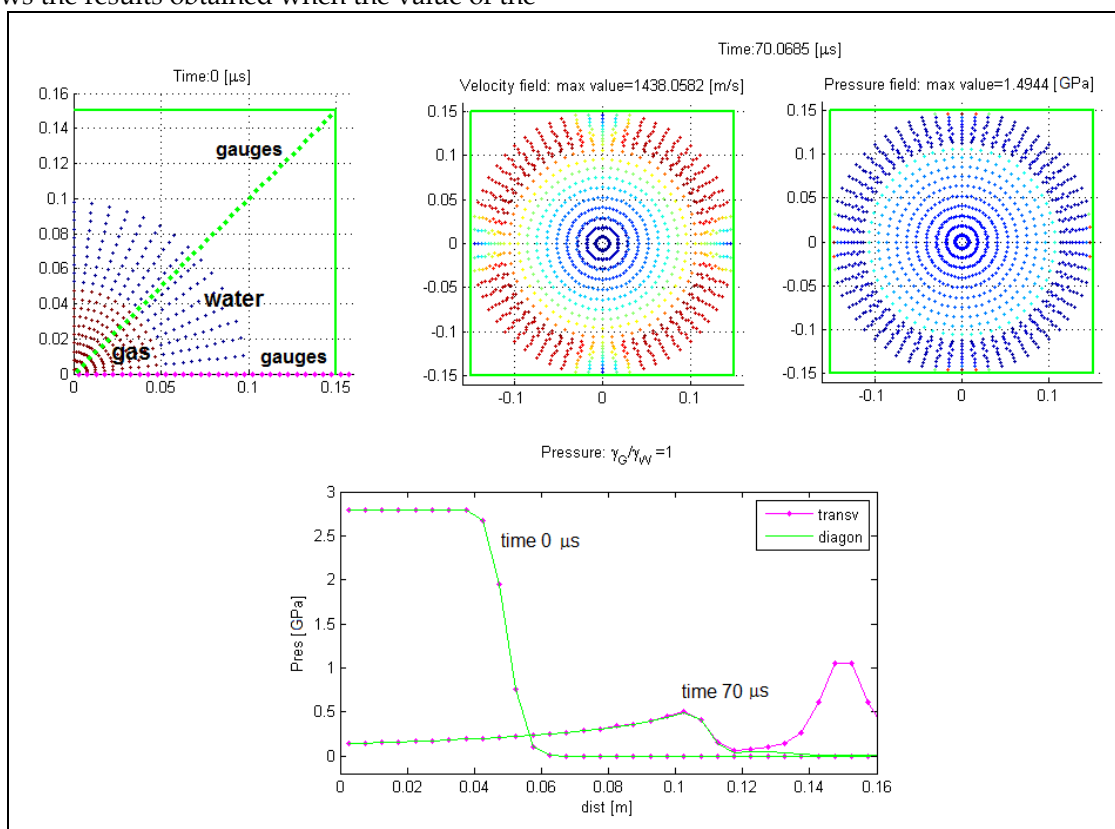 ws the results obtained when the value of the
Time:70.0685 [µs]
Time:0 [µs]
Velocity field: max value=1438.0582 [m/s]
Pressure field: max value=1.4944 [GPa]
0.16
0.14
0.12
0.1
0.08
0.06
0.04
0.02
0
gauges
water
gas
gauges
0 0.05 0.1 0.15
0.15
0.1
0.05
0
-0.05
-0.1
-0.15
-0.1 0 0.1
0.15
0.1
0.05
0
-0.05
-0.1
-0.15
-0.1 0 0.1
Pressure: γG/γW =1
Pres [GPa]
3
2.5
2
1.5
1
0.5
0
time 0 µs
time 70 µs
transv
diagon
0 0.02 0.04 0.06 0.08 0.1 0.12 0.14 0.16
dist [m]